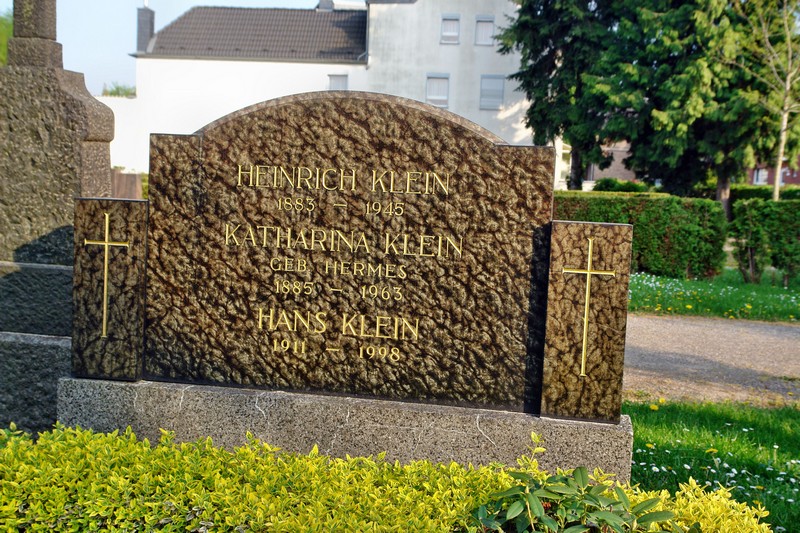 HEINRICH KLEIN
1883 – 1945
KATHARINA KLEIN
GEB. HERMES
1885 – 1963
HANS KLEIN
1911 – 1998